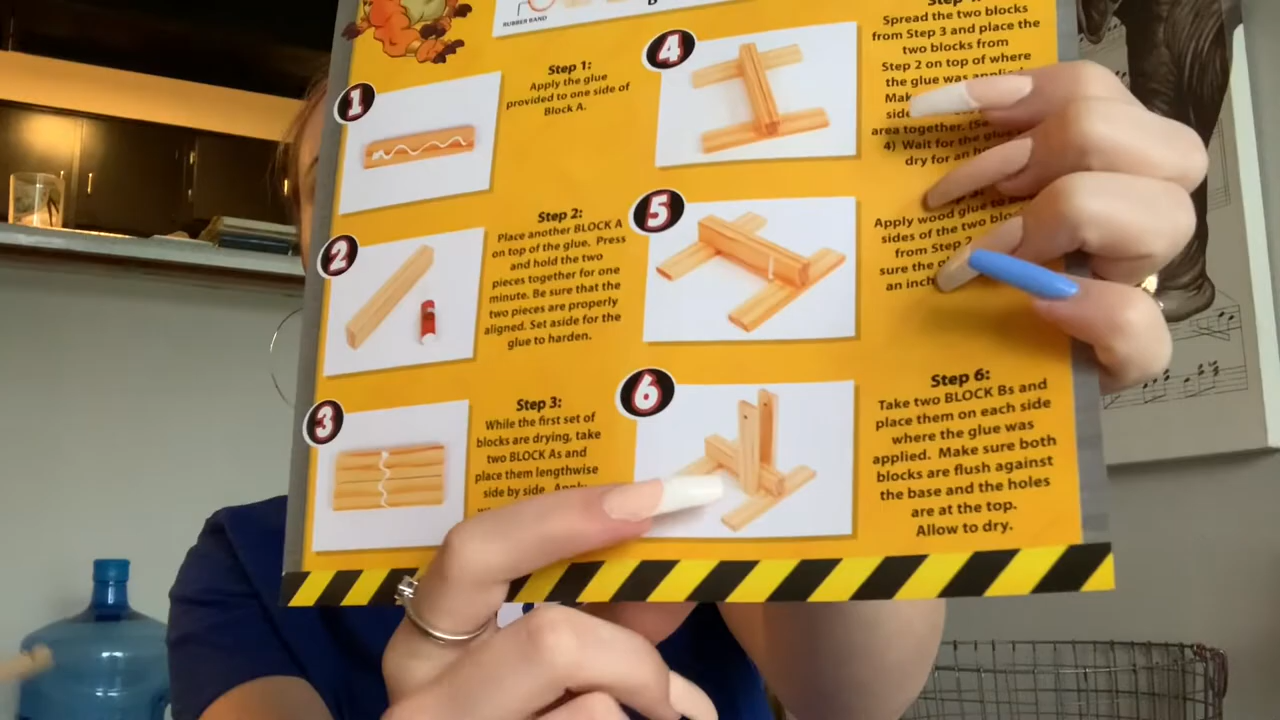 RUBBER BAND
B
1
Step 1:
Apply the glue
provided to one side of
Block A.
2
Step 2:
Place another BLOCK A
on top of the glue. Press
and hold the two
pieces together for one
minute. Be sure that the
two pieces are properly
aligned. Set aside for the
glue to harden.
3
Step 3:
While the first set of
blocks are drying, take
two BLOCK As and
place them lengthwise
side by side.
4
Spread the two blocks
from Step 3 and place the
two blocks from
Step 2 on top of where
the glue was applied.
side
area together.
4) Wait for the glue
dry for an
5
Apply wood glue to
sides of the two
from Step 2
sure the
an inch
6
Step 6:
Take two BLOCK Bs and
place them on each side
where the glue was
applied. Make sure both
blocks are flush against
the base and the holes
are at the top.
Allow to dry.